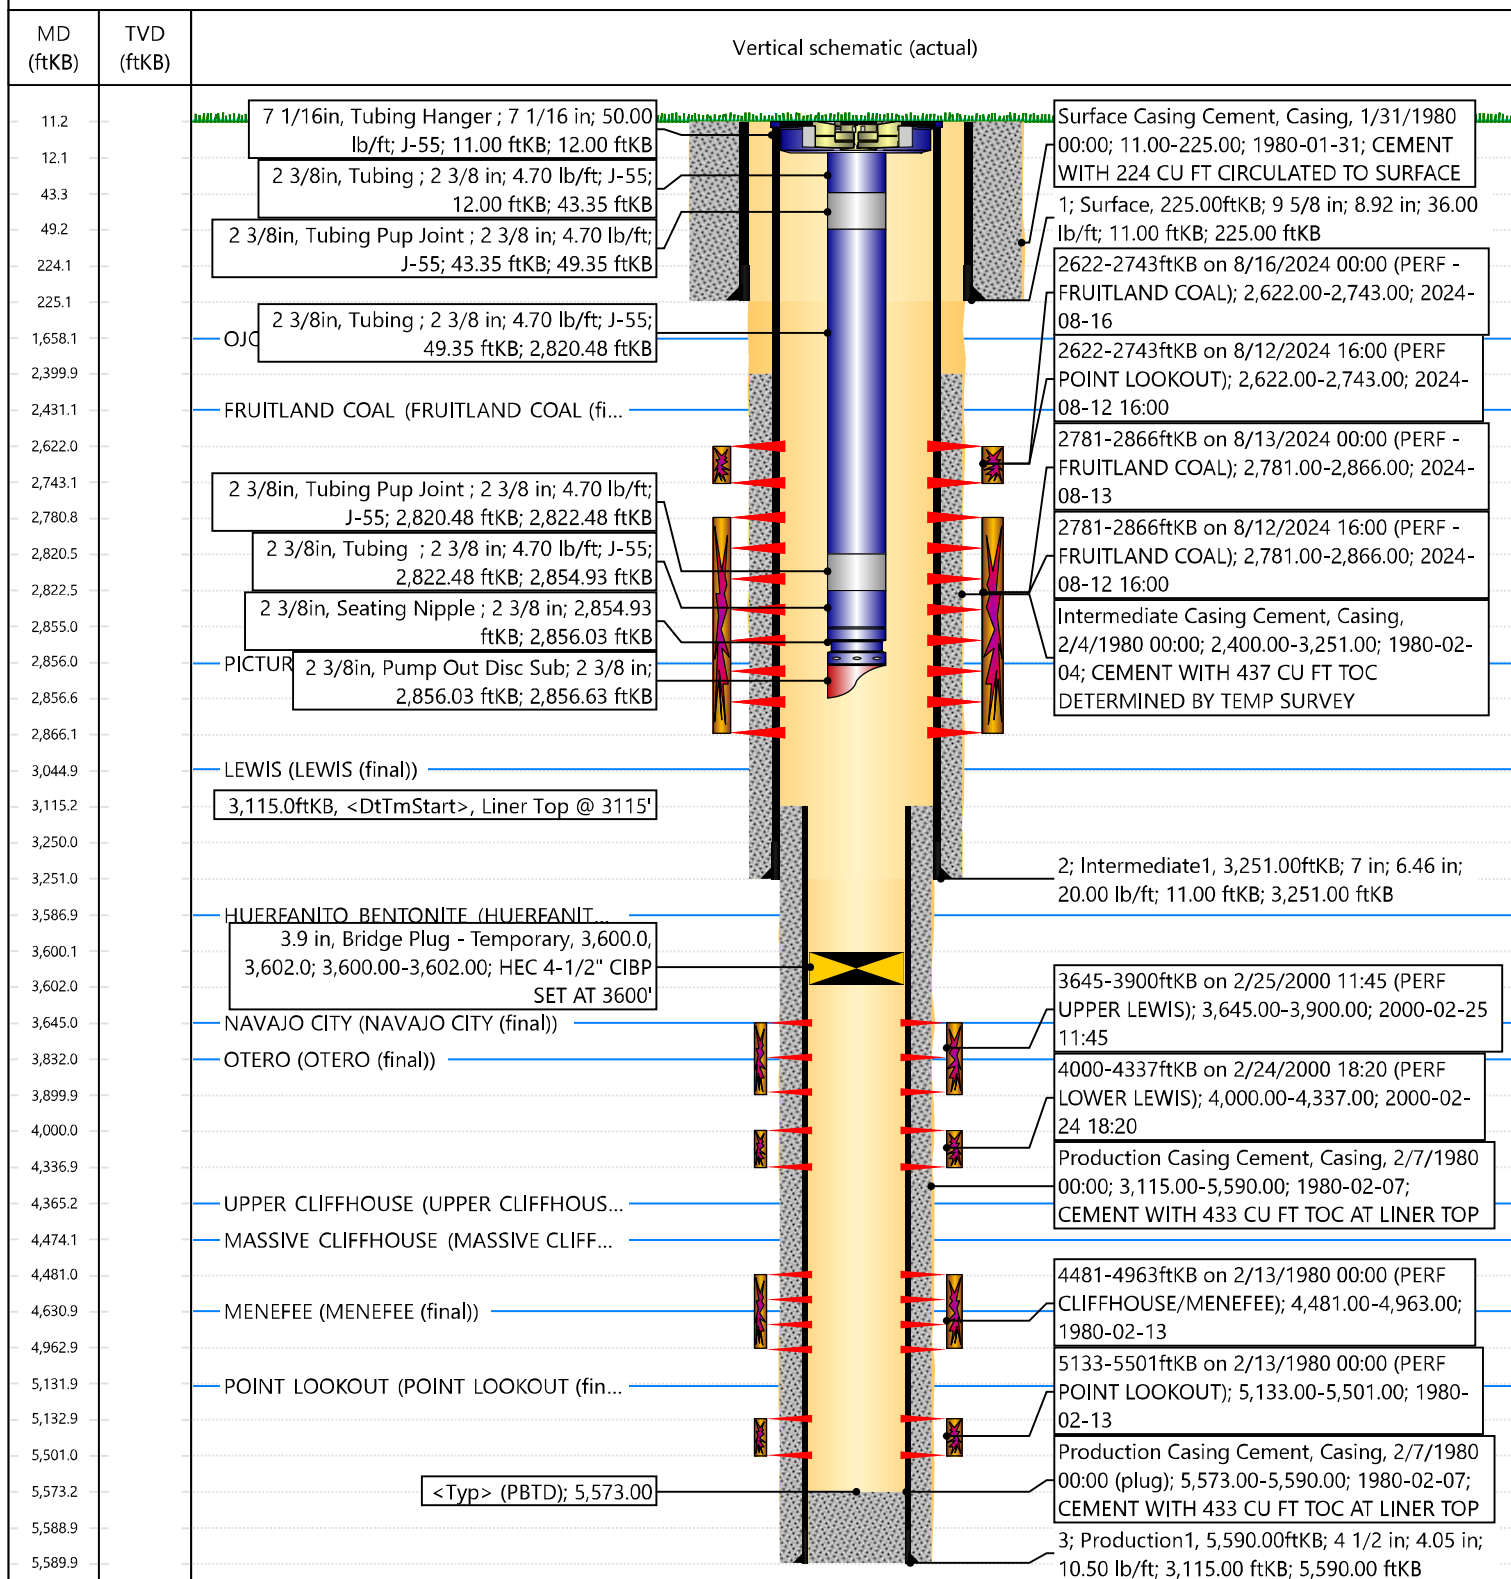 MD
(ftKB)
TVD
(ftKB)
Vertical schematic (actual)
11.2
12.1
43.3
49.2
224.1
225.1
1,658.1
2,399.9
2,431.1
2,622.0
2,743.1
2,780.8
2,820.5
2,822.5
2,855.0
2,856.0
2,856.6
2,866.1
3,044.9
3,115.2
3,250.0
3,251.0
3,586.9
3,600.1
3,602.0
3,645.0
3,832.0
3,899.9
4,000.0
4,336.9
4,365.2
4,474.1
4,481.0
4,630.9
4,962.9
5,131.9
5,132.9
5,501.0
5,573.2
5,588.9
5,589.9
7 1/16in, Tubing Hanger ; 7 1/16 in; 50.00
lb/ft; J-55; 11.00 ftKB; 12.00 ftKB
2 3/8in, Tubing ; 2 3/8 in; 4.70 lb/ft; J-55;
12.00 ftKB; 43.35 ftKB
2 3/8in, Tubing Pup Joint ; 2 3/8 in; 4.70 lb/ft;
J-55; 43.35 ftKB; 49.35 ftKB
2 3/8in, Tubing ; 2 3/8 in; 4.70 lb/ft; J-55;
49.35 ftKB; 2,820.48 ftKB
OJO
FRUITLAND COAL (FRUITLAND COAL (fi...
2 3/8in, Tubing Pup Joint ; 2 3/8 in; 4.70 lb/ft;
J-55; 2,820.48 ftKB; 2,822.48 ftKB
2 3/8in, Tubing ; 2 3/8 in; 4.70 lb/ft; J-55;
2,822.48 ftKB; 2,854.93 ftKB
2 3/8in, Seating Nipple ; 2 3/8 in; 2,854.93
ftKB; 2,856.03 ftKB
PICTUR
2 3/8in, Pump Out Disc Sub; 2 3/8 in;
2,856.03 ftKB; 2,856.63 ftKB
LEWIS (LEWIS (final))
3,115.0ftKB, <DtTmStart>, Liner Top @ 3115'
HUERFANITO BENTONITE (HUERFANIT...
3.9 in, Bridge Plug - Temporary, 3,600.0,
3,602.0; 3,600.00-3,602.00; HEC 4-1/2" CIBP
SET AT 3600'
NAVAJO CITY (NAVAJO CITY (final))
OTERO (OTERO (final))
UPPER CLIFFHOUSE (UPPER CLIFFHOUS...
MASSIVE CLIFFHOUSE (MASSIVE CLIFF...
MENEFEE (MENEFEE (final))
POINT LOOKOUT (POINT LOOKOUT (fin...
<Typ> (PBTD); 5,573.00
Surface Casing Cement, Casing, 1/31/1980
00:00; 11.00-225.00; 1980-01-31; CEMENT
WITH 224 CU FT CIRCULATED TO SURFACE
1; Surface, 225.00ftKB; 9 5/8 in; 8.92 in; 36.00
lb/ft; 11.00 ftKB; 225.00 ftKB
2622-2743ftKB on 8/16/2024 00:00 (PERF -
FRUITLAND COAL); 2,622.00-2,743.00; 2024-
08-16
2622-2743ftKB on 8/12/2024 16:00 (PERF
POINT LOOKOUT); 2,622.00-2,743.00; 2024-
08-12 16:00
2781-2866ftKB on 8/13/2024 00:00 (PERF -
FRUITLAND COAL); 2,781.00-2,866.00; 2024-
08-13
2781-2866ftKB on 8/12/2024 16:00 (PERF -
FRUITLAND COAL); 2,781.00-2,866.00; 2024-
08-12 16:00
Intermediate Casing Cement, Casing,
2/4/1980 00:00; 2,400.00-3,251.00; 1980-02-
04; CEMENT WITH 437 CU FT TOC
DETERMINED BY TEMP SURVEY
2; Intermediate1, 3,251.00ftKB; 7 in; 6.46 in;
20.00 lb/ft; 11.00 ftKB; 3,251.00 ftKB
3645-3900ftKB on 2/25/2000 11:45 (PERF
UPPER LEWIS); 3,645.00-3,900.00; 2000-02-25
11:45
4000-4337ftKB on 2/24/2000 18:20 (PERF
LOWER LEWIS); 4,000.00-4,337.00; 2000-02-
24 18:20
Production Casing Cement, Casing, 2/7/1980
00:00; 3,115.00-5,590.00; 1980-02-07;
CEMENT WITH 433 CU FT TOC AT LINER TOP
4481-4963ftKB on 2/13/1980 00:00 (PERF
CLIFFHOUSE/MENEFEE); 4,481.00-4,963.00;
1980-02-13
5133-5501ftKB on 2/13/1980 00:00 (PERF
POINT LOOKOUT); 5,133.00-5,501.00; 1980-
02-13
Production Casing Cement, Casing, 2/7/1980
00:00 (plug); 5,573.00-5,590.00; 1980-02-07;
CEMENT WITH 433 CU FT TOC AT LINER TOP
3; Production1, 5,590.00ftKB; 4 1/2 in; 4.05 in;
10.50 lb/ft; 3,115.00 ftKB; 5,590.00 ftKB